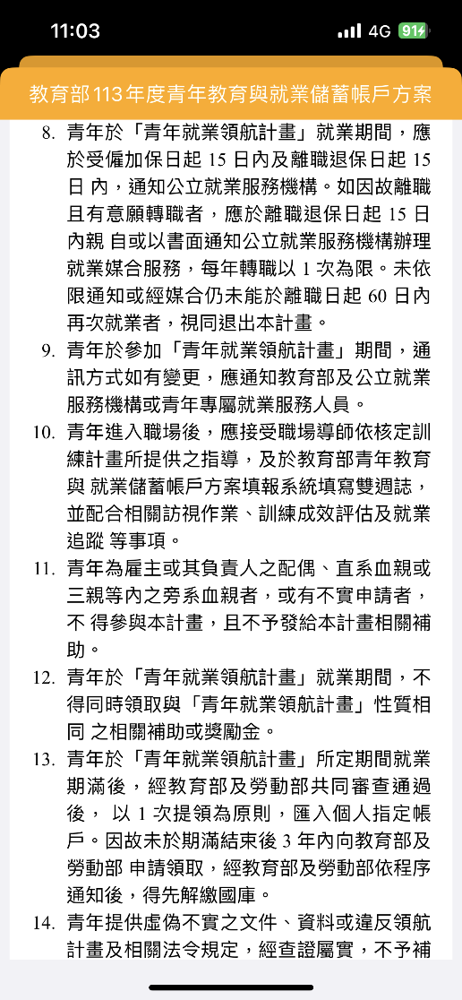 11:03 4G 91
教育部113年度青年教育與就業儲蓄帳戶方案
8. 青年於「青年就業領航計畫」就業期間，應
於受僱加保日起 15 日內及離職退保日起 15
日 內，通知公立就業服務機構。如因故離職
且有意願轉職者，應於離職退保日起 15 日
內親 自或以書面通知公立就業服務機構辦理
就業媒合服務，每年轉職以 1 次為限。未依
限通知或經媒合仍未能於離職日起 60 日內
再次就業者，視同退出本計畫。
9. 青年於參加「青年就業領航計畫」期間，通
訊方式如有變更，應通知教育部及公立就業
服務機構或青年專屬就業服務人員。
10. 青年進入職場後，應接受職場導師依核定訓
練計畫所提供之指導，及於教育部青年教育
與 就業儲蓄帳戶方案填報系統填寫雙週誌，
並配合相關訪視作業、訓練成效評估及就業
追蹤 等事項。
11. 青年為雇主或其負責人之配偶、直系血親或
三親等內之旁系血親者，或有不實申請者，
不 得參與本計畫，且不予發給本計畫相關補
助。
12. 青年於「青年就業領航計畫」就業期間，不
得同時領取與「青年就業領航計畫」性質相
同 之相關補助或獎勵金。
13. 青年於「青年就業領航計畫」所定期間就業
期滿後，經教育部及勞動部共同審查通過
後， 以 1 次提領為原則，匯入個人指定帳
戶。因故未於期滿結束後 3 年內向教育部及
勞動部 申請領取，經教育部及勞動部依程序
通知後，得先解繳國庫。
14. 青年提供虛偽不實之文件、資料或違反領航
計畫及相關法令規定，經查證屬實，不予補